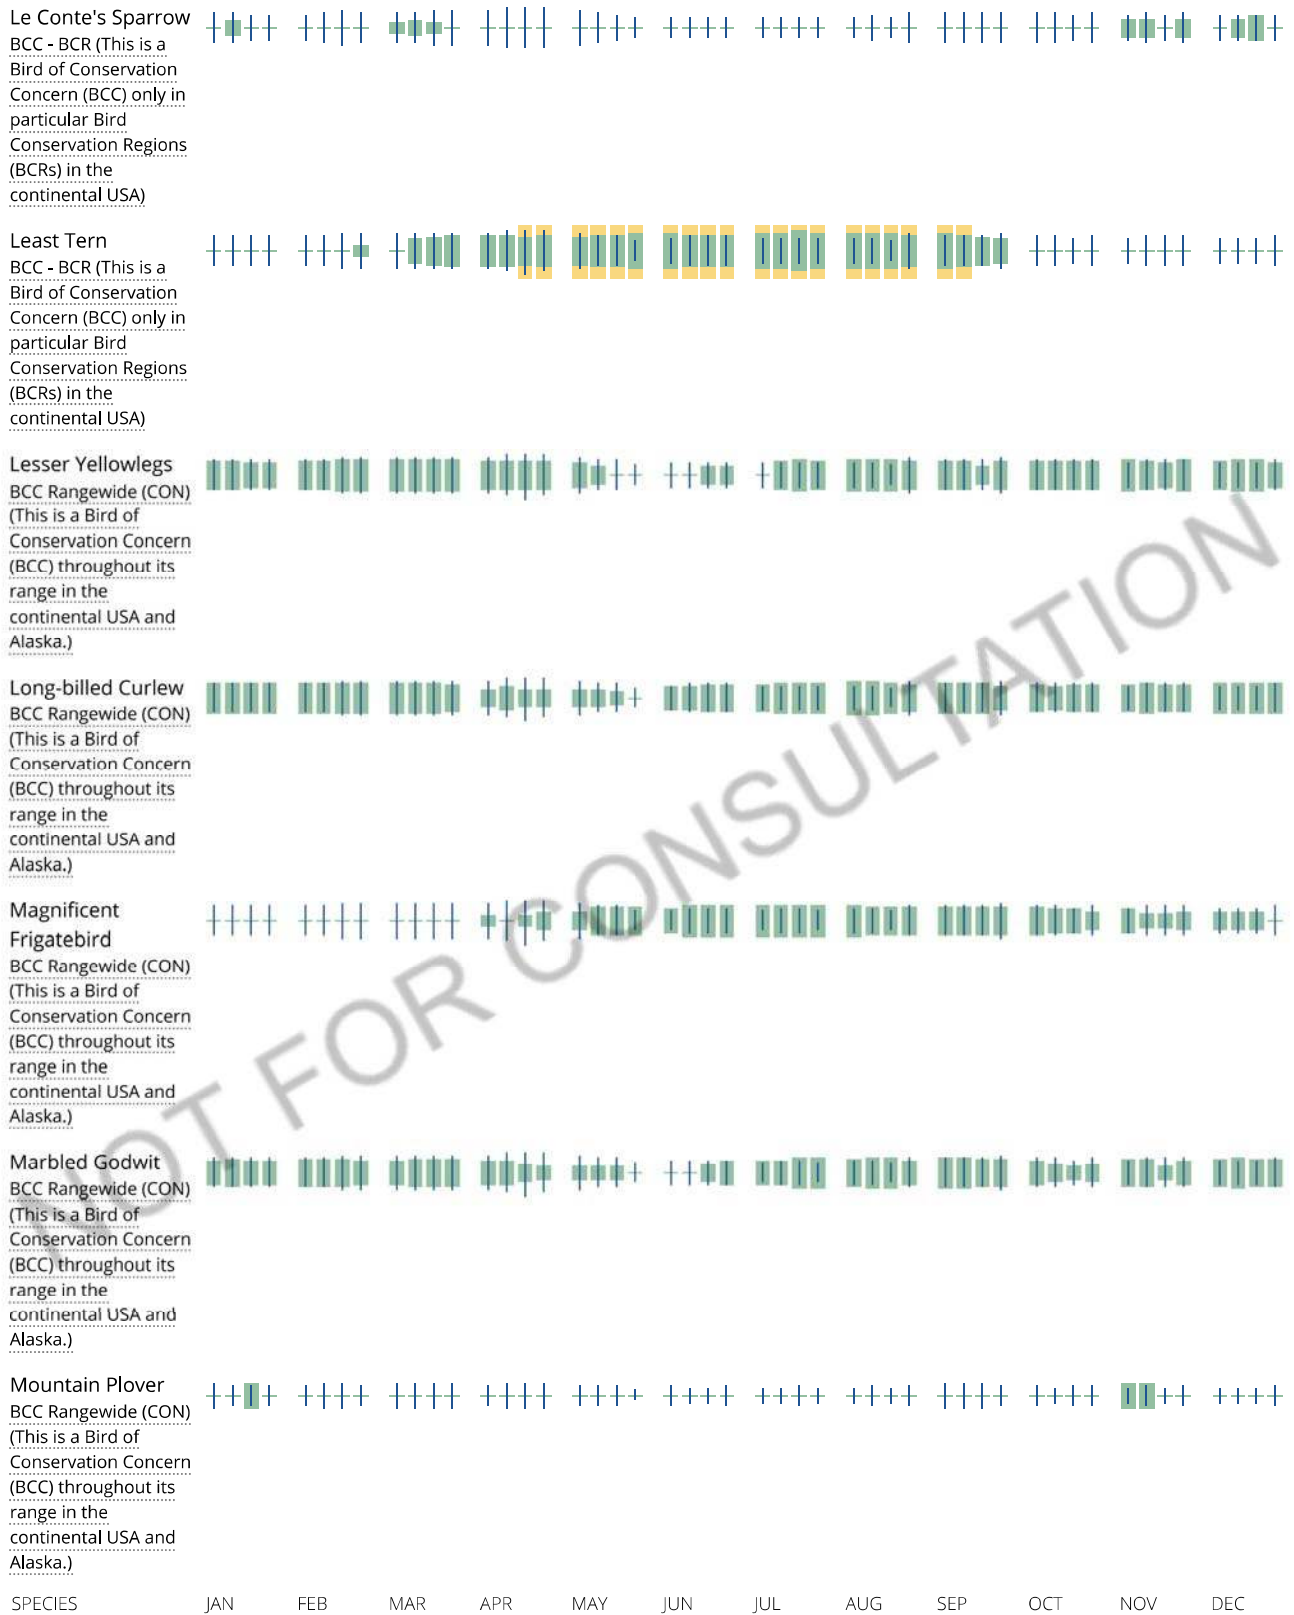 Le Conte's Sparrow
BCC - BCR (This is a
Bird of Conservation
Concern (BCC) only in
particular Bird
Conservation Regions
(BCRs) in the
continental USA)
Least Tern
BCC - BCR (This is a
Bird of Conservation
Concern (BCC) only in
particular Bird
Conservation Regions
(BCRs) in the
continental USA)
Lesser Yellowlegs
BCC Rangewide (CON)
(This is a Bird of
Conservation Concern
(BCC) throughout its
range in the
continental USA and
Alaska.)
Long-billed Curlew
BCC Rangewide (CON)
(This is a Bird of
Conservation Concern
(BCC) throughout its
range in the
continental USA and
Alaska.)
Magnificent
Frigatebird
BCC Rangewide (CON)
(This is a Bird of
Conservation Concern
(BCC) throughout its
range in the
continental USA and
Alaska.)
Marbled Godwit
BCC Rangewide (CON)
(This is a Bird of
Conservation Concern
(BCC) throughout its
range in the
continental USA and
Alaska.)
Mountain Plover
BCC Rangewide (CON)
(This is a Bird of
Conservation Concern
(BCC) throughout its
range in the
continental USA and
Alaska.)
SPECIES JAN FEB MAR APR MAY JUN JUL AUG SEP OCT NOV DEC
NOT FOR CONSULTATION